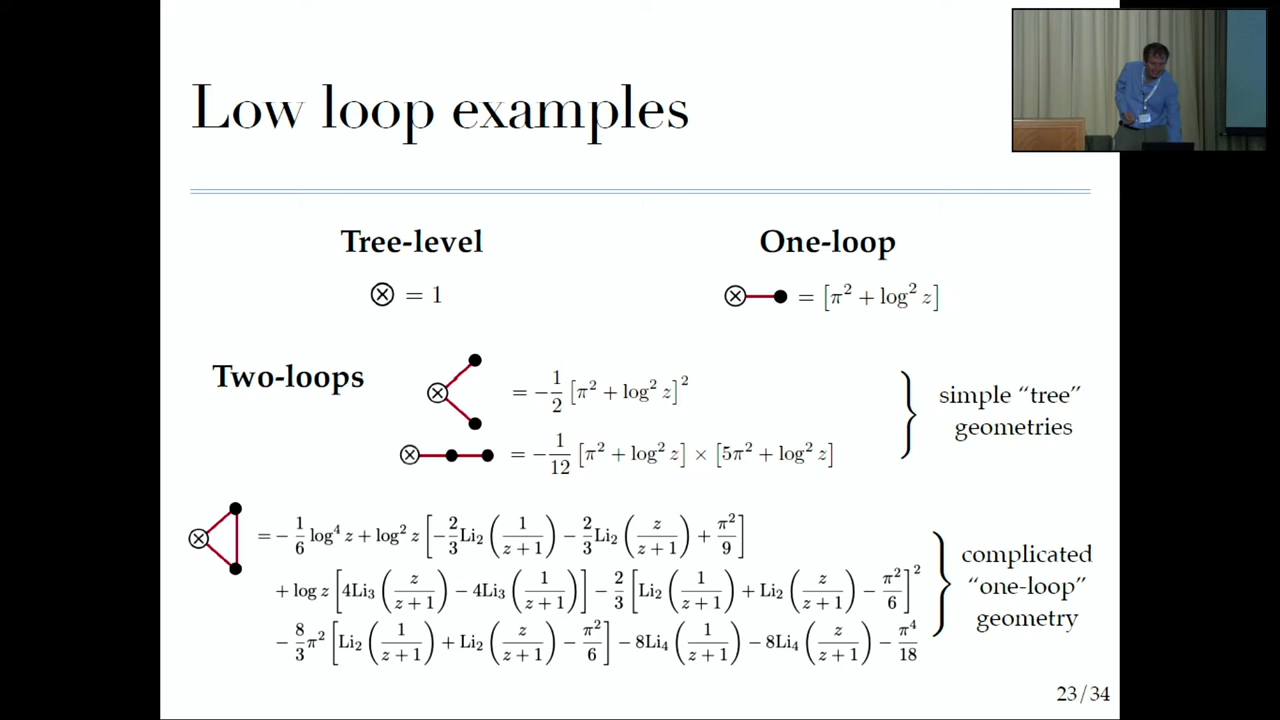 Low loop examples
Tree-level
One-loop
⊗ = 1
= [π² + log² z]
Two-loops
= −1/2 [π² + log² z]²
= −1/12 [π² + log² z] × [5π² + log² z]
simple “tree”
geometries
= − 1/6 log⁴ z + log² z [−2/3 Li₂ (1/(z+1)) − 2/3 Li₂ (z/(z+1)) + π²/9]
+ log z [4Li₃ (z/(z+1)) − 4Li₃ (1/(z+1))] − 2/3 [Li₂ (1/(z+1)) + Li₂ (z/(z+1)) − π²/6]²
− 8/3 π² [Li₂ (1/(z+1)) + Li₂ (z/(z+1)) − π²/6] − 8Li₄ (1/(z+1)) − 8Li₄ (z/(z+1)) − π⁴/18
complicated
“one-loop”
geometry
23/34